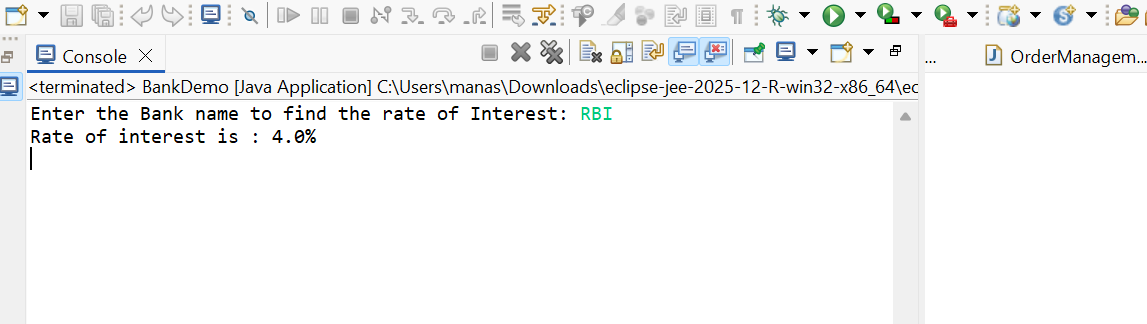 Console
... OrderManagem...
<terminated> BankDemo [Java Application] C:\Users\manas\Downloads\eclipse-jee-2025-12-R-win32-x86_64\ec
Enter the Bank name to find the rate of Interest: RBI
Rate of interest is : 4.0%